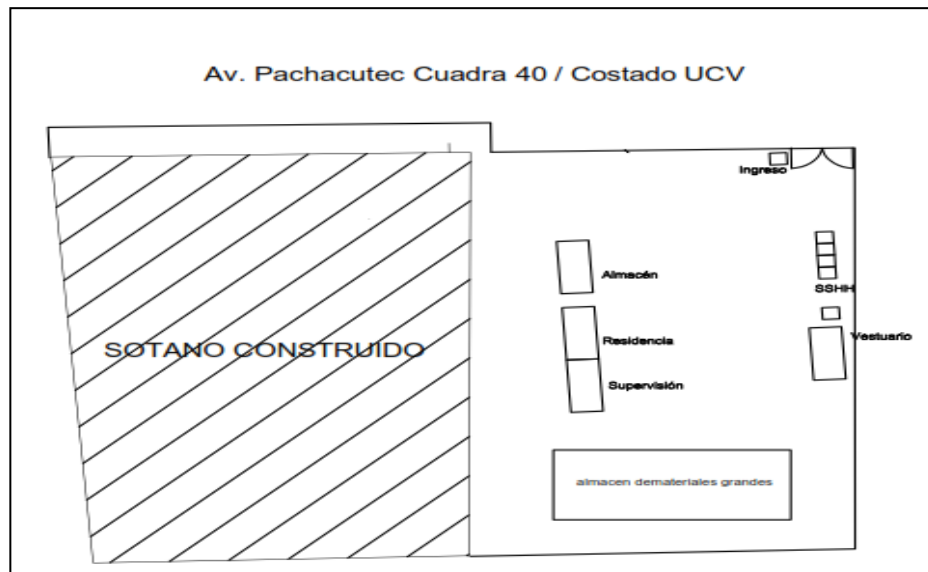 Av. Pachacutec Cuadra 40 / Costado UCV
Ingreso
Almacén
SSHH
Vestuario
Residencia
SOTANO CONSTRUIDO
Supervisión
almacen demateriales grandes